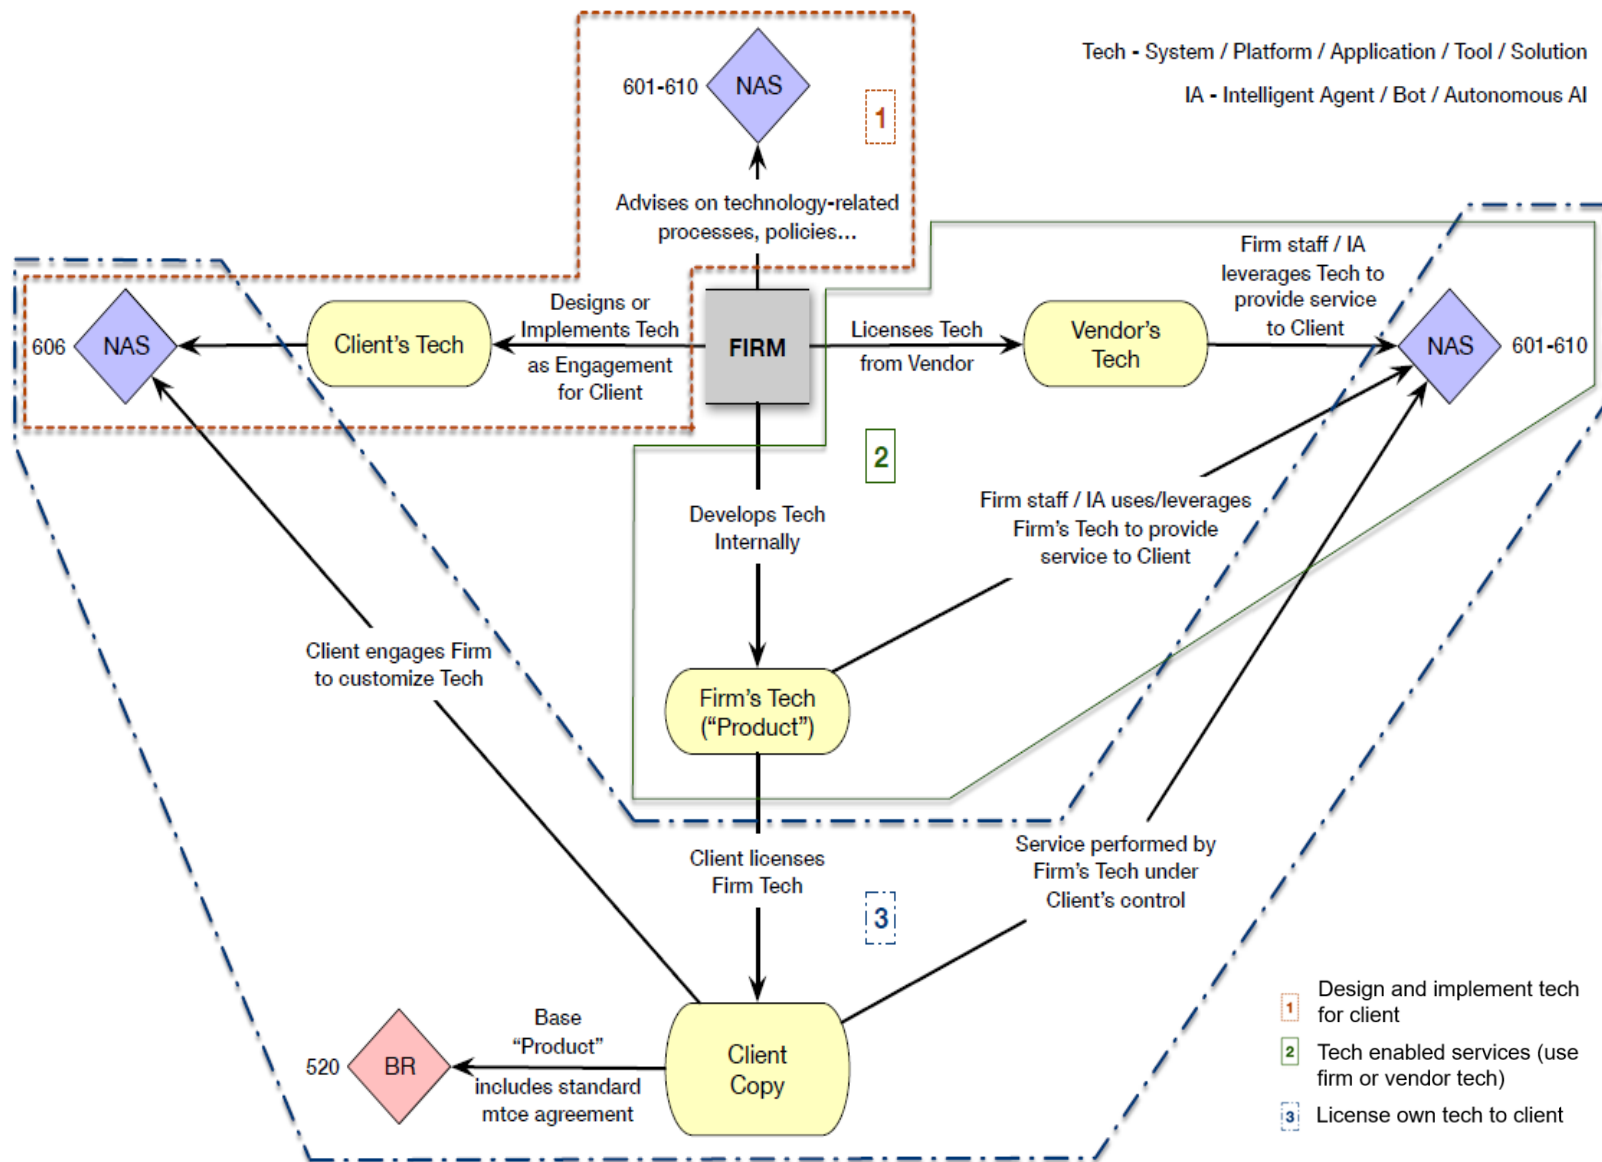 Tech - System / Platform / Application / Tool / Solution
IA - Intelligent Agent / Bot / Autonomous AI
601-610
NAS
1
Advises on technology-related
processes, policies...
Firm staff / IA
leverages Tech to
provide service
to Client
606
NAS
Client's Tech
Designs or
Implements Tech
as Engagement
for Client
FIRM
Licenses Tech
from Vendor
Vendor's
Tech
NAS
601-610
2
Develops Tech
Internally
Firm staff / IA uses/leverages
Firm's Tech to provide
service to Client
Client engages Firm
to customize Tech
Firm's Tech
(“Product”)
Client licenses
Firm Tech
Service performed by
Firm's Tech under
Client's control
3
520
BR
Base
“Product”
includes standard
mtce agreement
Client
Copy
1 Design and implement tech
for client
2 Tech enabled services (use
firm or vendor tech)
3 License own tech to client